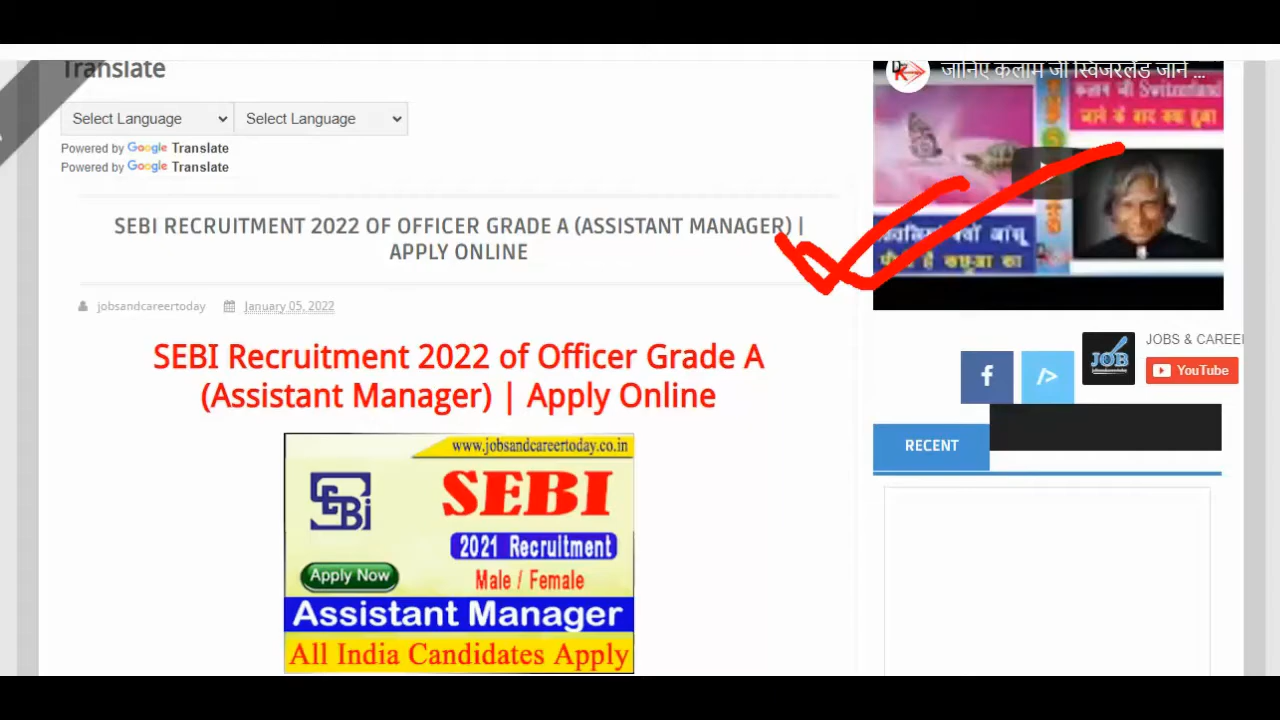 Translate
Select Language Select Language
Powered by Google Translate
Powered by Google Translate
SEBI RECRUITMENT 2022 OF OFFICER GRADE A (ASSISTANT MANAGER) |
APPLY ONLINE
jobsandcareertoday January 05, 2022
SEBI Recruitment 2022 of Officer Grade A
(Assistant Manager) | Apply Online
www.jobsandcareertoday.co.in
SEBI
SEBI
2021 Recruitment
Apply Now
Male / Female
Assistant Manager
All India Candidates Apply
जानिए कलाम जी स्विजरलैंड जाने ...
कलाम जी Switzerland
जाने के बाद क्या हुआ
आंसू
पीता है कछुआ का
JOBS & CAREE
JOB
YouTube
RECENT